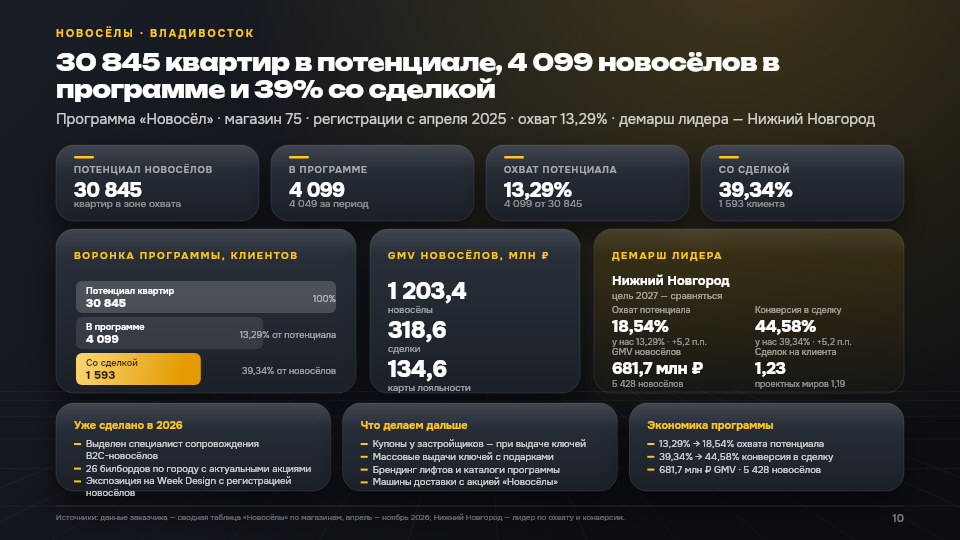 НОВОСЁЛЫ · ВЛАДИВОСТОК
30 845 квартир в потенциале, 4 099 новосёлов в
программе и 39% со сделкой
Программа «Новосёл» · магазин 75 · регистрации с апреля 2025 · охват 13,29% · демарш лидера — Нижний Новгород
ПОТЕНЦИАЛ НОВОСЁЛОВ
30 845
квартир в зоне охвата
В ПРОГРАММЕ
4 099
4 049 за период
ОХВАТ ПОТЕНЦИАЛА
13,29%
4 099 от 30 845
СО СДЕЛКОЙ
39,34%
1 593 клиента
ВОРОНКА ПРОГРАММЫ, КЛИЕНТОВ
Потенциал квартир
30 845
100%
В программе
4 099
13,29% от потенциала
Со сделкой
1 593
39,34% от новосёлов
GMV НОВОСЁЛОВ, МЛН ₽
1 203,4
новосёлы
318,6
сделки
134,6
карты лояльности
ДЕМАРШ ЛИДЕРА
Нижний Новгород
цель 2027 — сравняться
Охват потенциала
18,54%
у нас 13,29% · +5,2 п.п.
Конверсия в сделку
44,58%
у нас 39,34% · +5,2 п.п.
GMV новосёлов
681,7 млн ₽
5 428 новосёлов
Сделок на клиента
1,23
проектных миров 1,19
Уже сделано в 2026
Выделен специалист сопровождения
B2C-новосёлов
26 билбордов по городу с актуальными акциями
Экспозиция на Week Design с регистрацией
новосёлов
Что делаем дальше
Купоны у застройщиков — при выдаче ключей
Массовые выдачи ключей с подарками
Брендинг лифтов и каталоги программы
Машины доставки с акцией «Новосёлы»
Экономика программы
13,29% → 18,54% охвата потенциала
39,34% → 44,58% конверсия в сделку
681,7 млн ₽ GMV · 5 428 новосёлов
Источники: данные заказчика — сводная таблица «Новосёлы» по магазинам, апрель — ноябрь 2026; Нижний Новгород — лидер по охвату и конверсии.
10